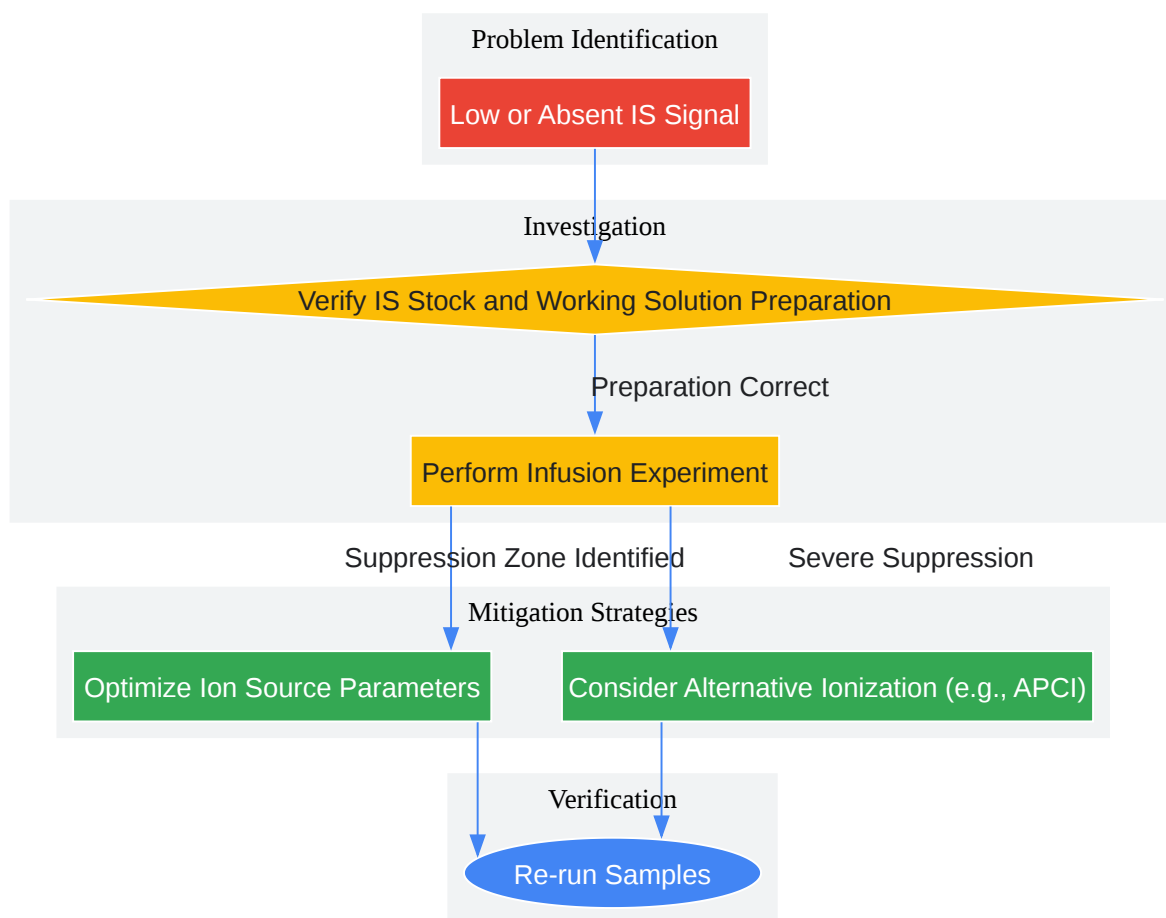 Problem Identification
Low or Absent IS Signal
Investigation
Verify IS Stock and Working Solution Preparation
Preparation Correct
Perform Infusion Experiment
Suppression Zone Identified
Severe Suppression
Mitigation Strategies
Optimize Ion Source Parameters
Consider Alternative Ionization (e.g., APCI)
Verification
Re-run Samples